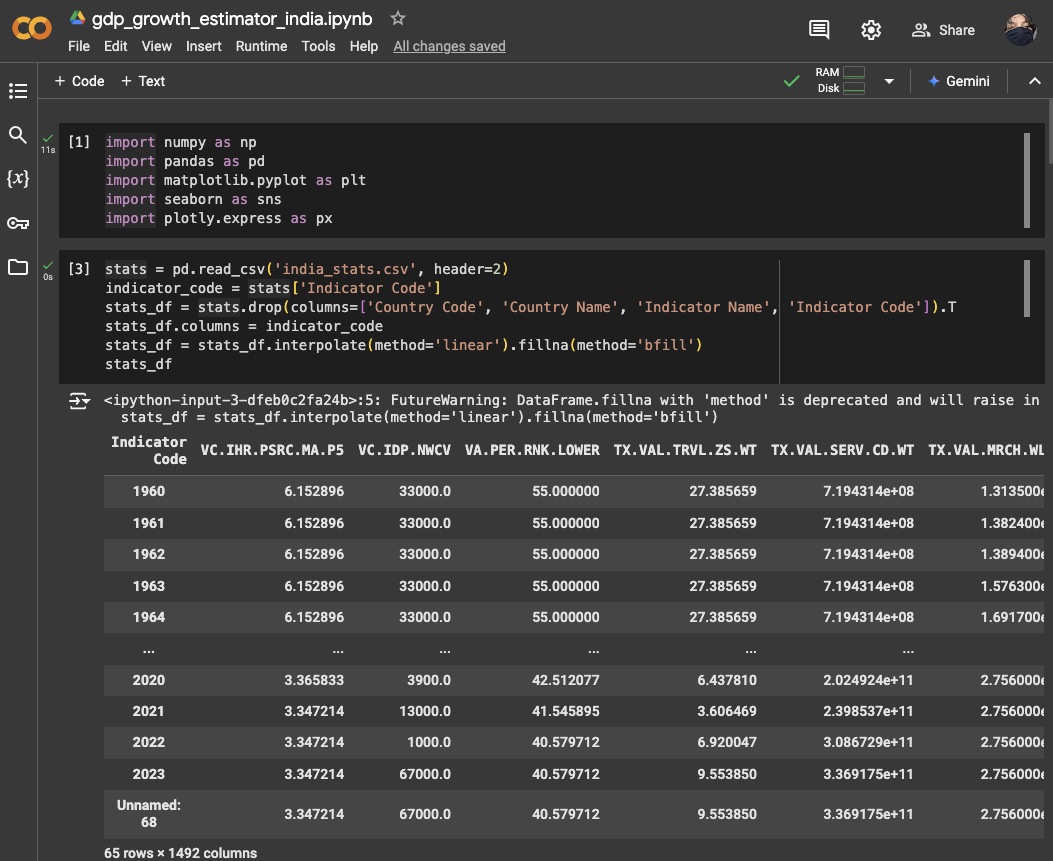 gdp_growth_estimator_india.ipynb
File Edit View Insert Runtime Tools Help All changes saved
Share
+ Code + Text
RAM
Disk
Gemini
{x}
11s
[1] import numpy as np
import pandas as pd
import matplotlib.pyplot as plt
import seaborn as sns
import plotly.express as px
0s
[3] stats = pd.read_csv('india_stats.csv', header=2)
indicator_code = stats['Indicator Code']
stats_df = stats.drop(columns=['Country Code', 'Country Name', 'Indicator Name', 'Indicator Code']).T
stats_df.columns = indicator_code
stats_df = stats_df.interpolate(method='linear').fillna(method='bfill')
stats_df
<ipython-input-3-dfeb0c2fa24b>:5: FutureWarning: DataFrame.fillna with 'method' is deprecated and will raise in
stats_df = stats_df.interpolate(method='linear').fillna(method='bfill')
Indicator Code VC.IHR.PSRC.MA.P5 VC.IDP.NWCV VA.PER.RNK.LOWER TX.VAL.TRVL.ZS.WT TX.VAL.SERV.CD.WT TX.VAL.MRCH.WL
1960 6.152896 33000.0 55.000000 27.385659 7.194314e+08 1.313500e
1961 6.152896 33000.0 55.000000 27.385659 7.194314e+08 1.382400e
1962 6.152896 33000.0 55.000000 27.385659 7.194314e+08 1.389400e
1963 6.152896 33000.0 55.000000 27.385659 7.194314e+08 1.576300e
1964 6.152896 33000.0 55.000000 27.385659 7.194314e+08 1.691700e
... ... ... ... ... ...
2020 3.365833 3900.0 42.512077 6.437810 2.024924e+11 2.756000e
2021 3.347214 13000.0 41.545895 3.606469 2.398537e+11 2.756000e
2022 3.347214 1000.0 40.579712 6.920047 3.086729e+11 2.756000e
2023 3.347214 67000.0 40.579712 9.553850 3.369175e+11 2.756000e
Unnamed: 68 3.347214 67000.0 40.579712 9.553850 3.369175e+11 2.756000e
65 rows × 1492 columns